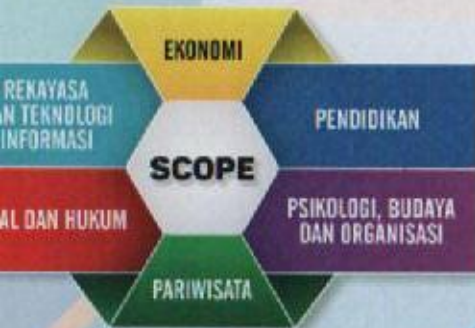 EKONOMI
REKAYASA
TEKNOLOGI
INFORMASI
PENDIDIKAN
SCOPE
DAN HUKUM
PSIKOLOGI, BUDAYA
DAN ORGANISASI
PARIWISATA